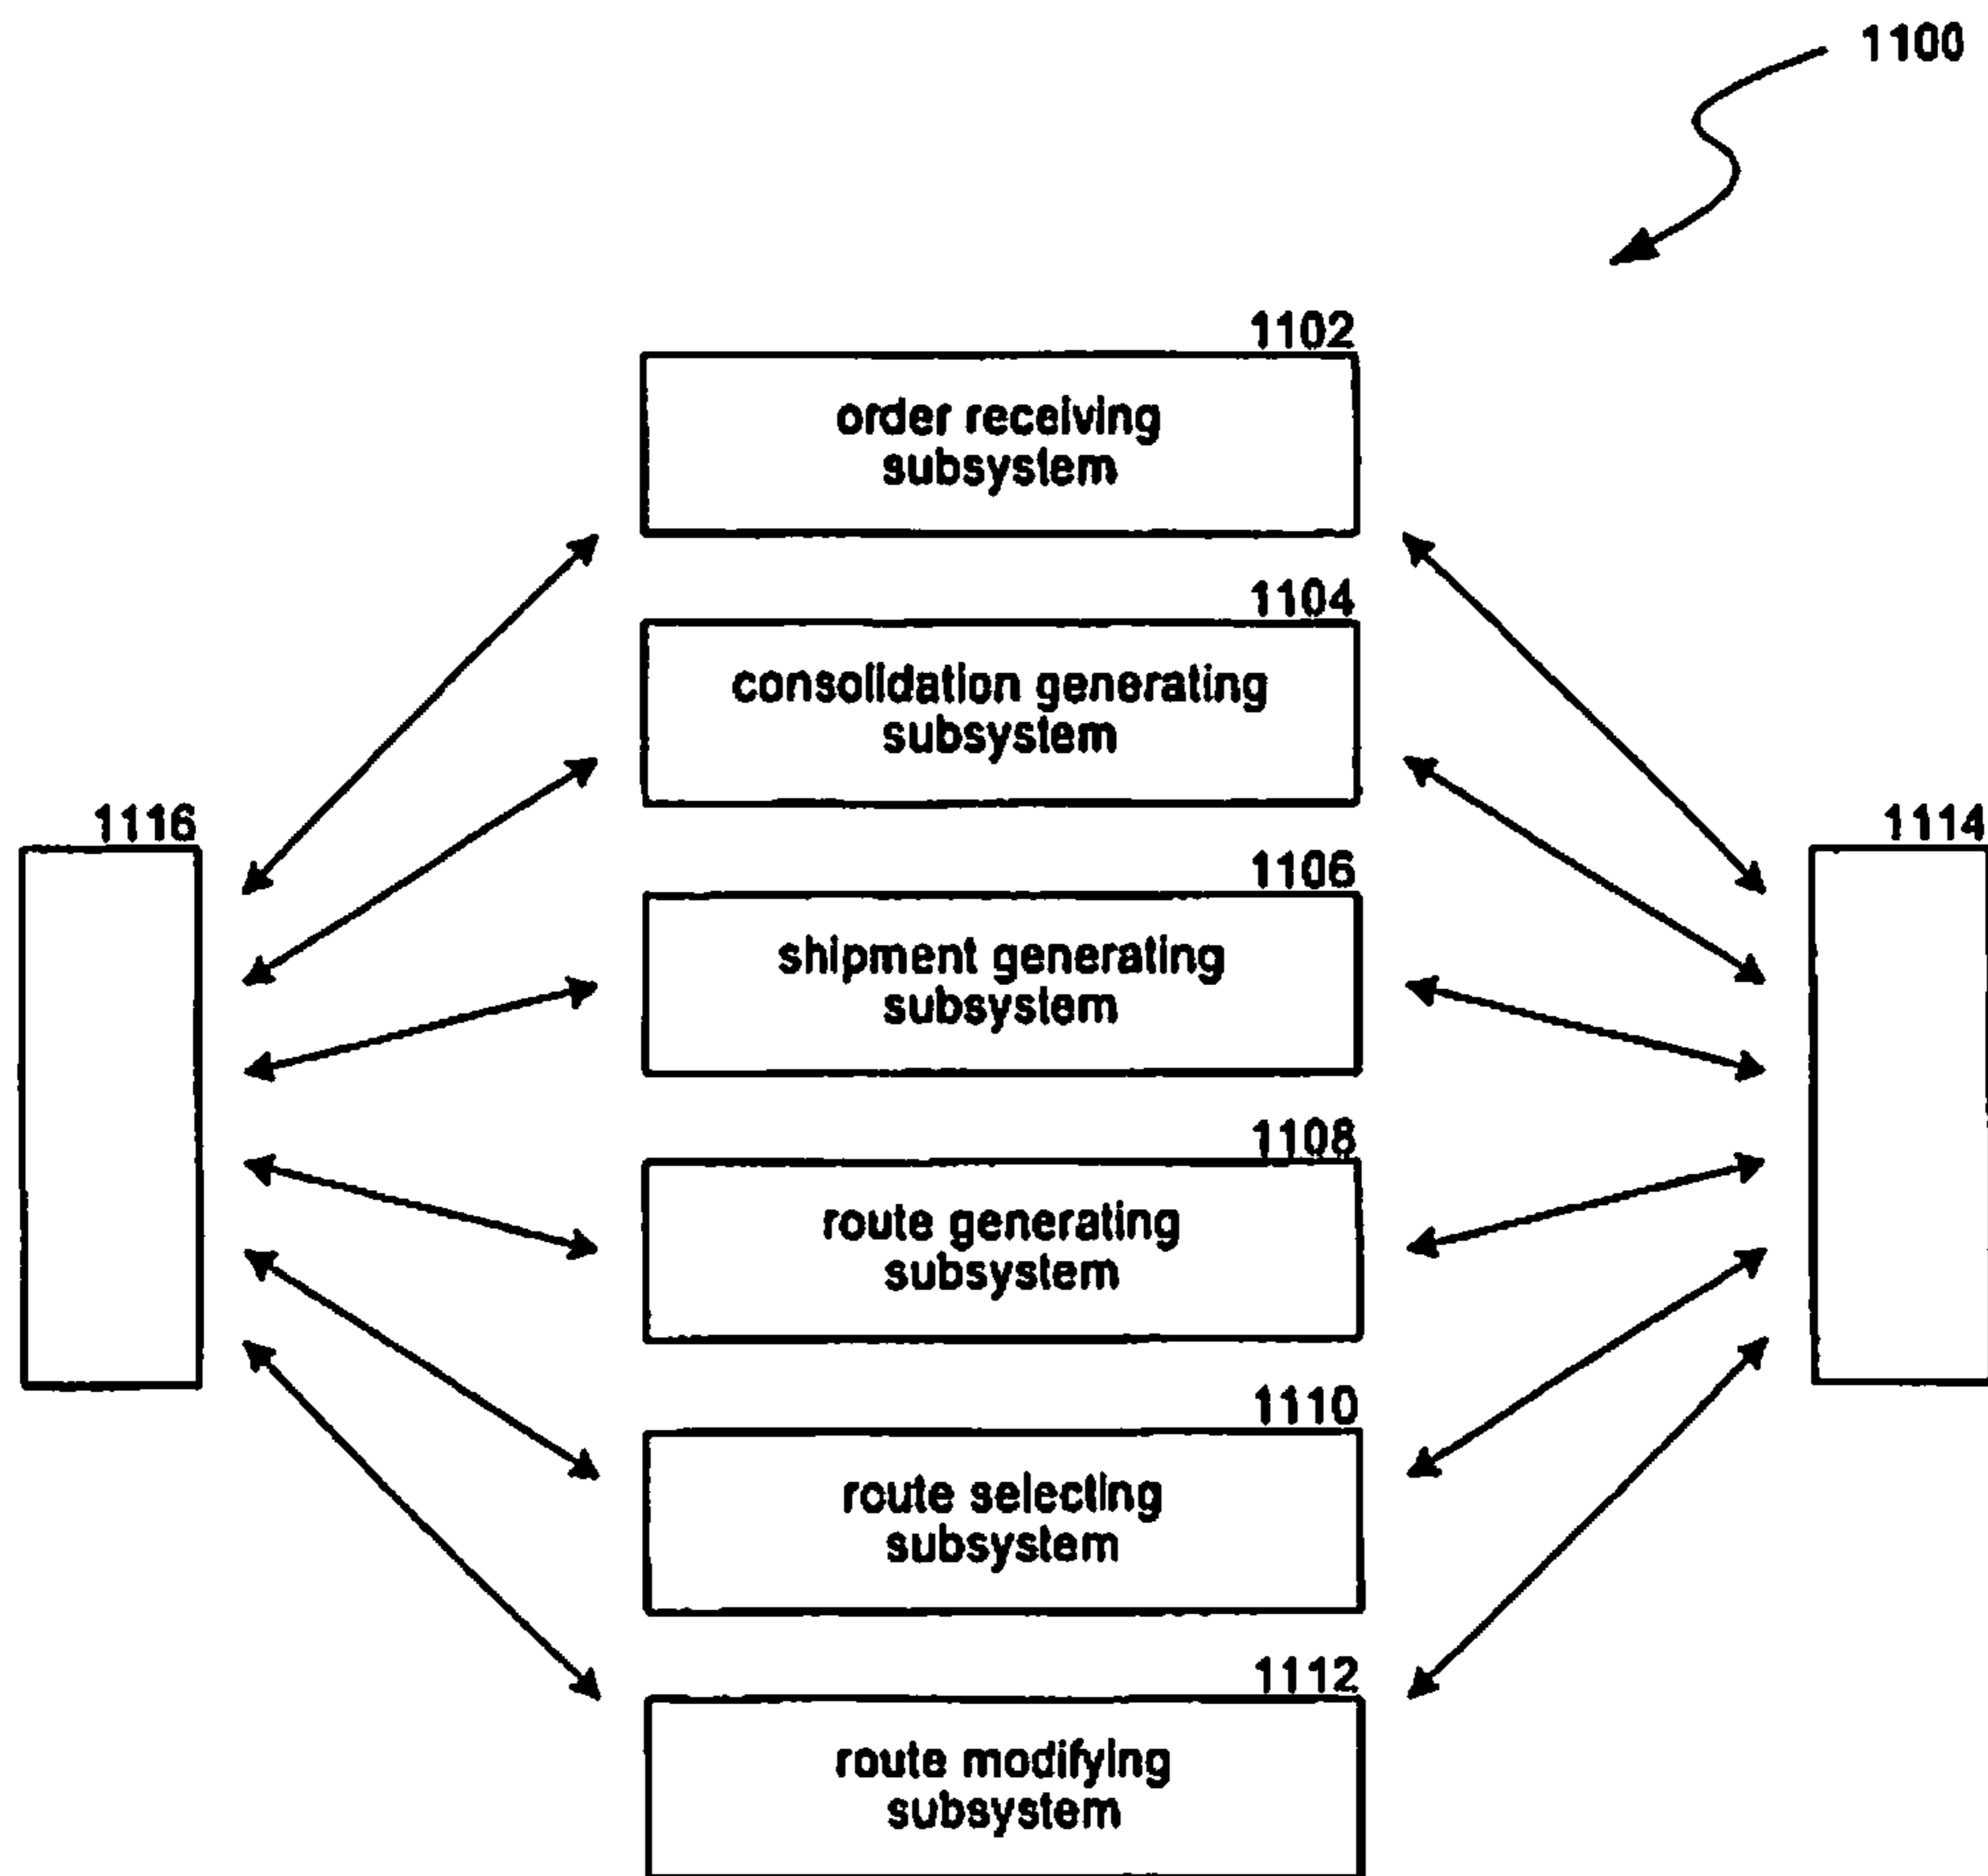 1100
1102
order receiving
subsystem
1104
consolidation generating
subsystem
1116
1114
1106
shipment generating
subsystem
1108
route generating
subsystem
1110
route selecting
subsystem
1112
route modifying
subsystem